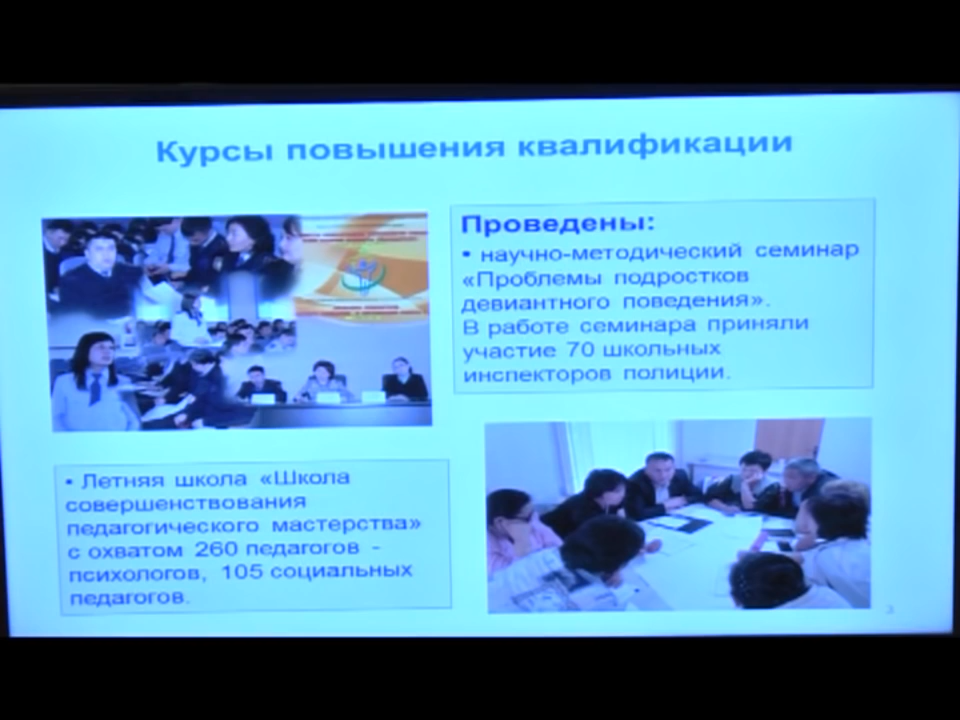 Курсы повышения квалификации
Проведены:
• научно-методический семинар
«Проблемы подростков
девиантного поведения».
В работе семинара приняли
участие 70 школьных
инспекторов полиции.
• Летняя школа «Школа
совершенствования
педагогического мастерства»
с охватом 260 педагогов -
психологов, 105 социальных
педагогов.
3